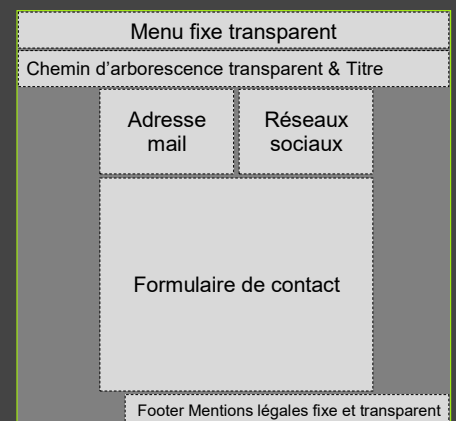 Menu fixe transparent
Chemin d’arborescence transparent & Titre
Adresse
mail
Réseaux
sociaux
Formulaire de contact
Footer Mentions légales fixe et transparent